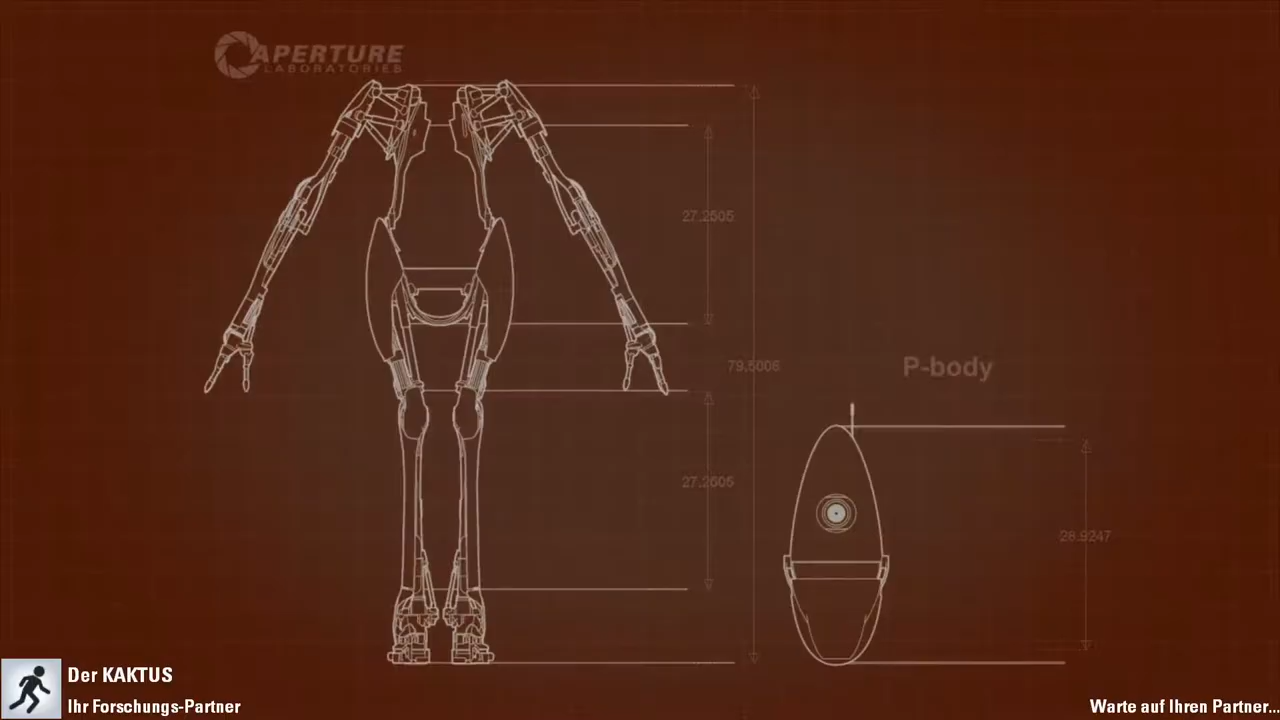 APERTURE
LABORATORIES
27.2505
79.5006
P-body
27.2605
28.9247
Der KAKTUS
Ihr Forschungs-Partner
Warte auf Ihren Partner...